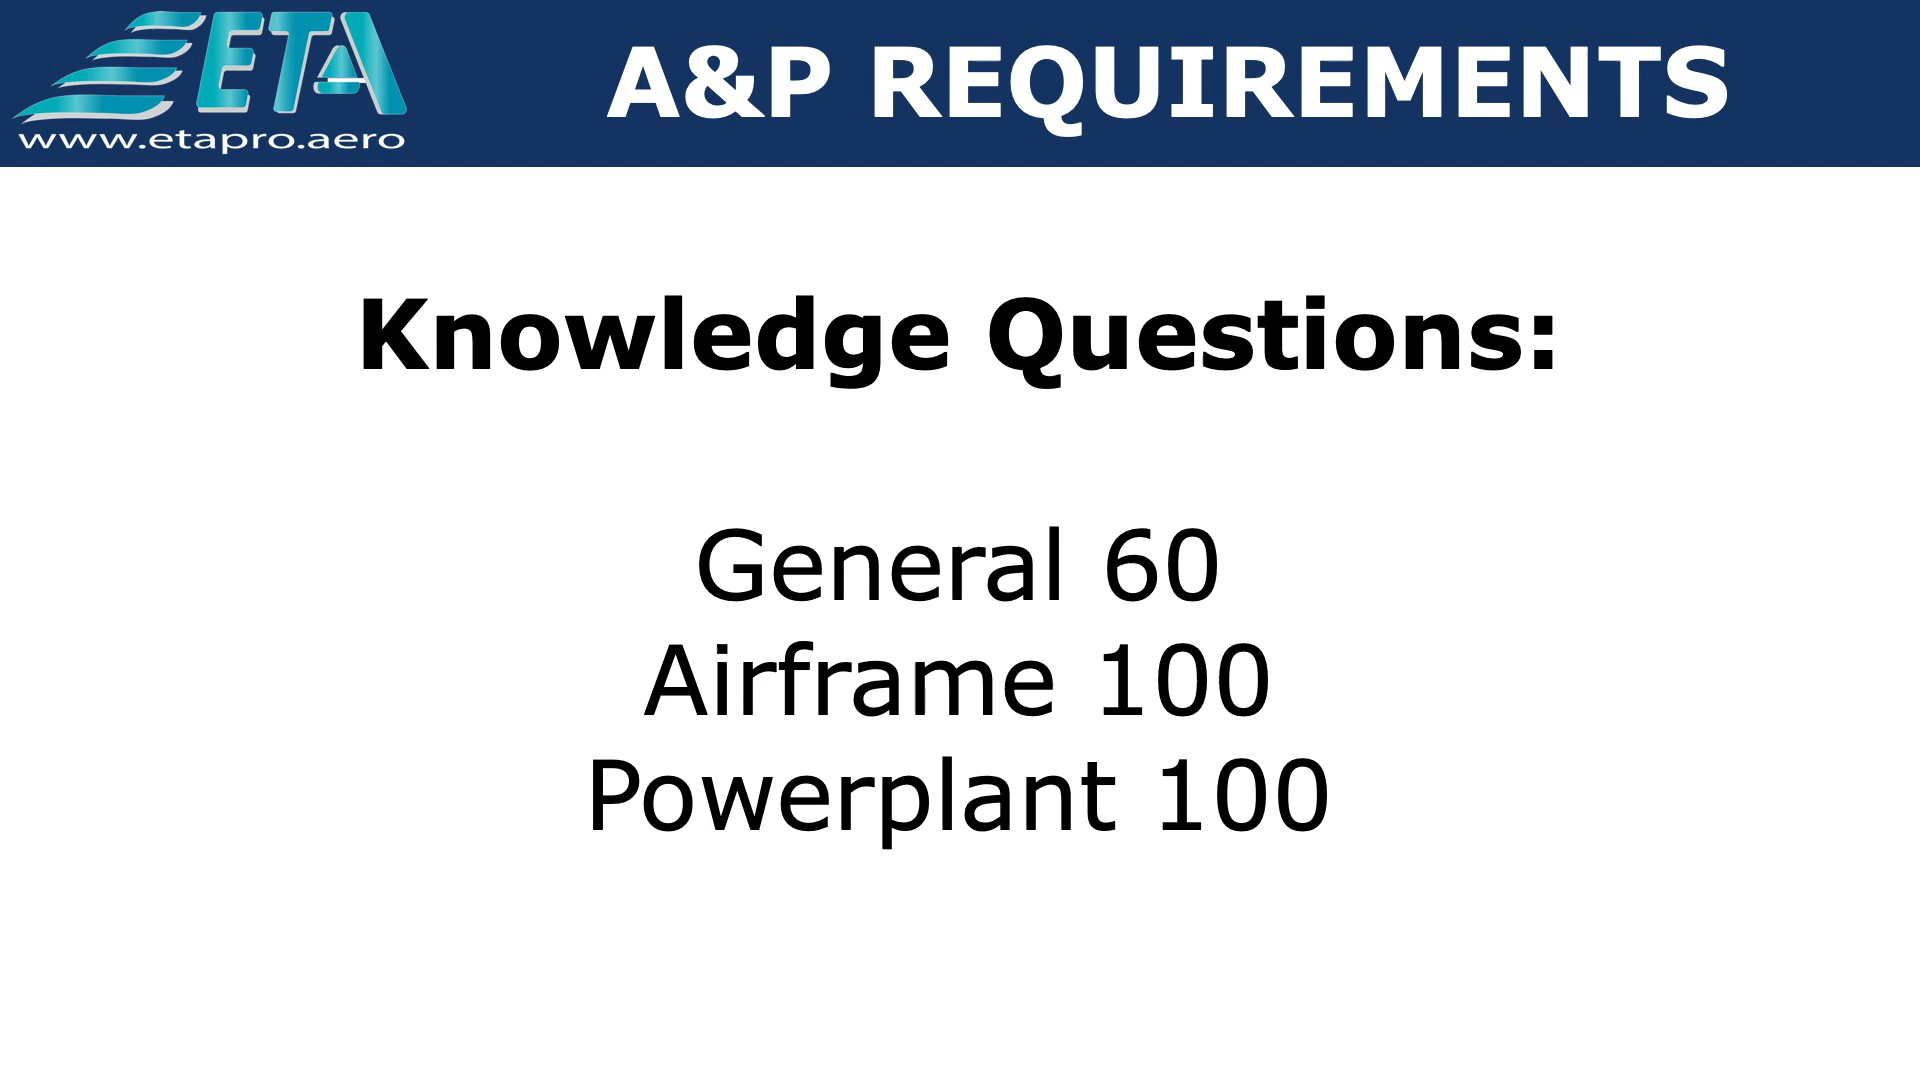 ETA
www.etapro.aero
A&P REQUIREMENTS
Knowledge Questions:
General 60
Airframe 100
Powerplant 100